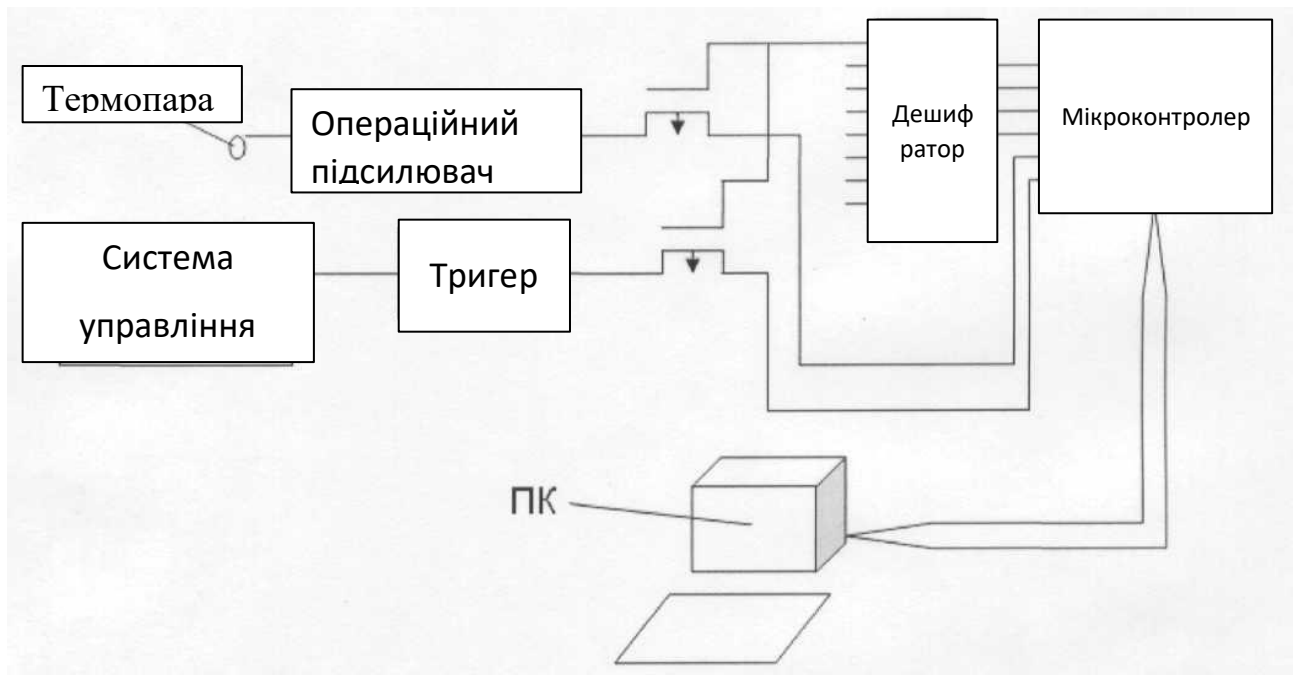 Термопара
Операційний
підсилювач
Дешиф
ратор
Мікроконтролер
Система
управління
Тригер
ПК